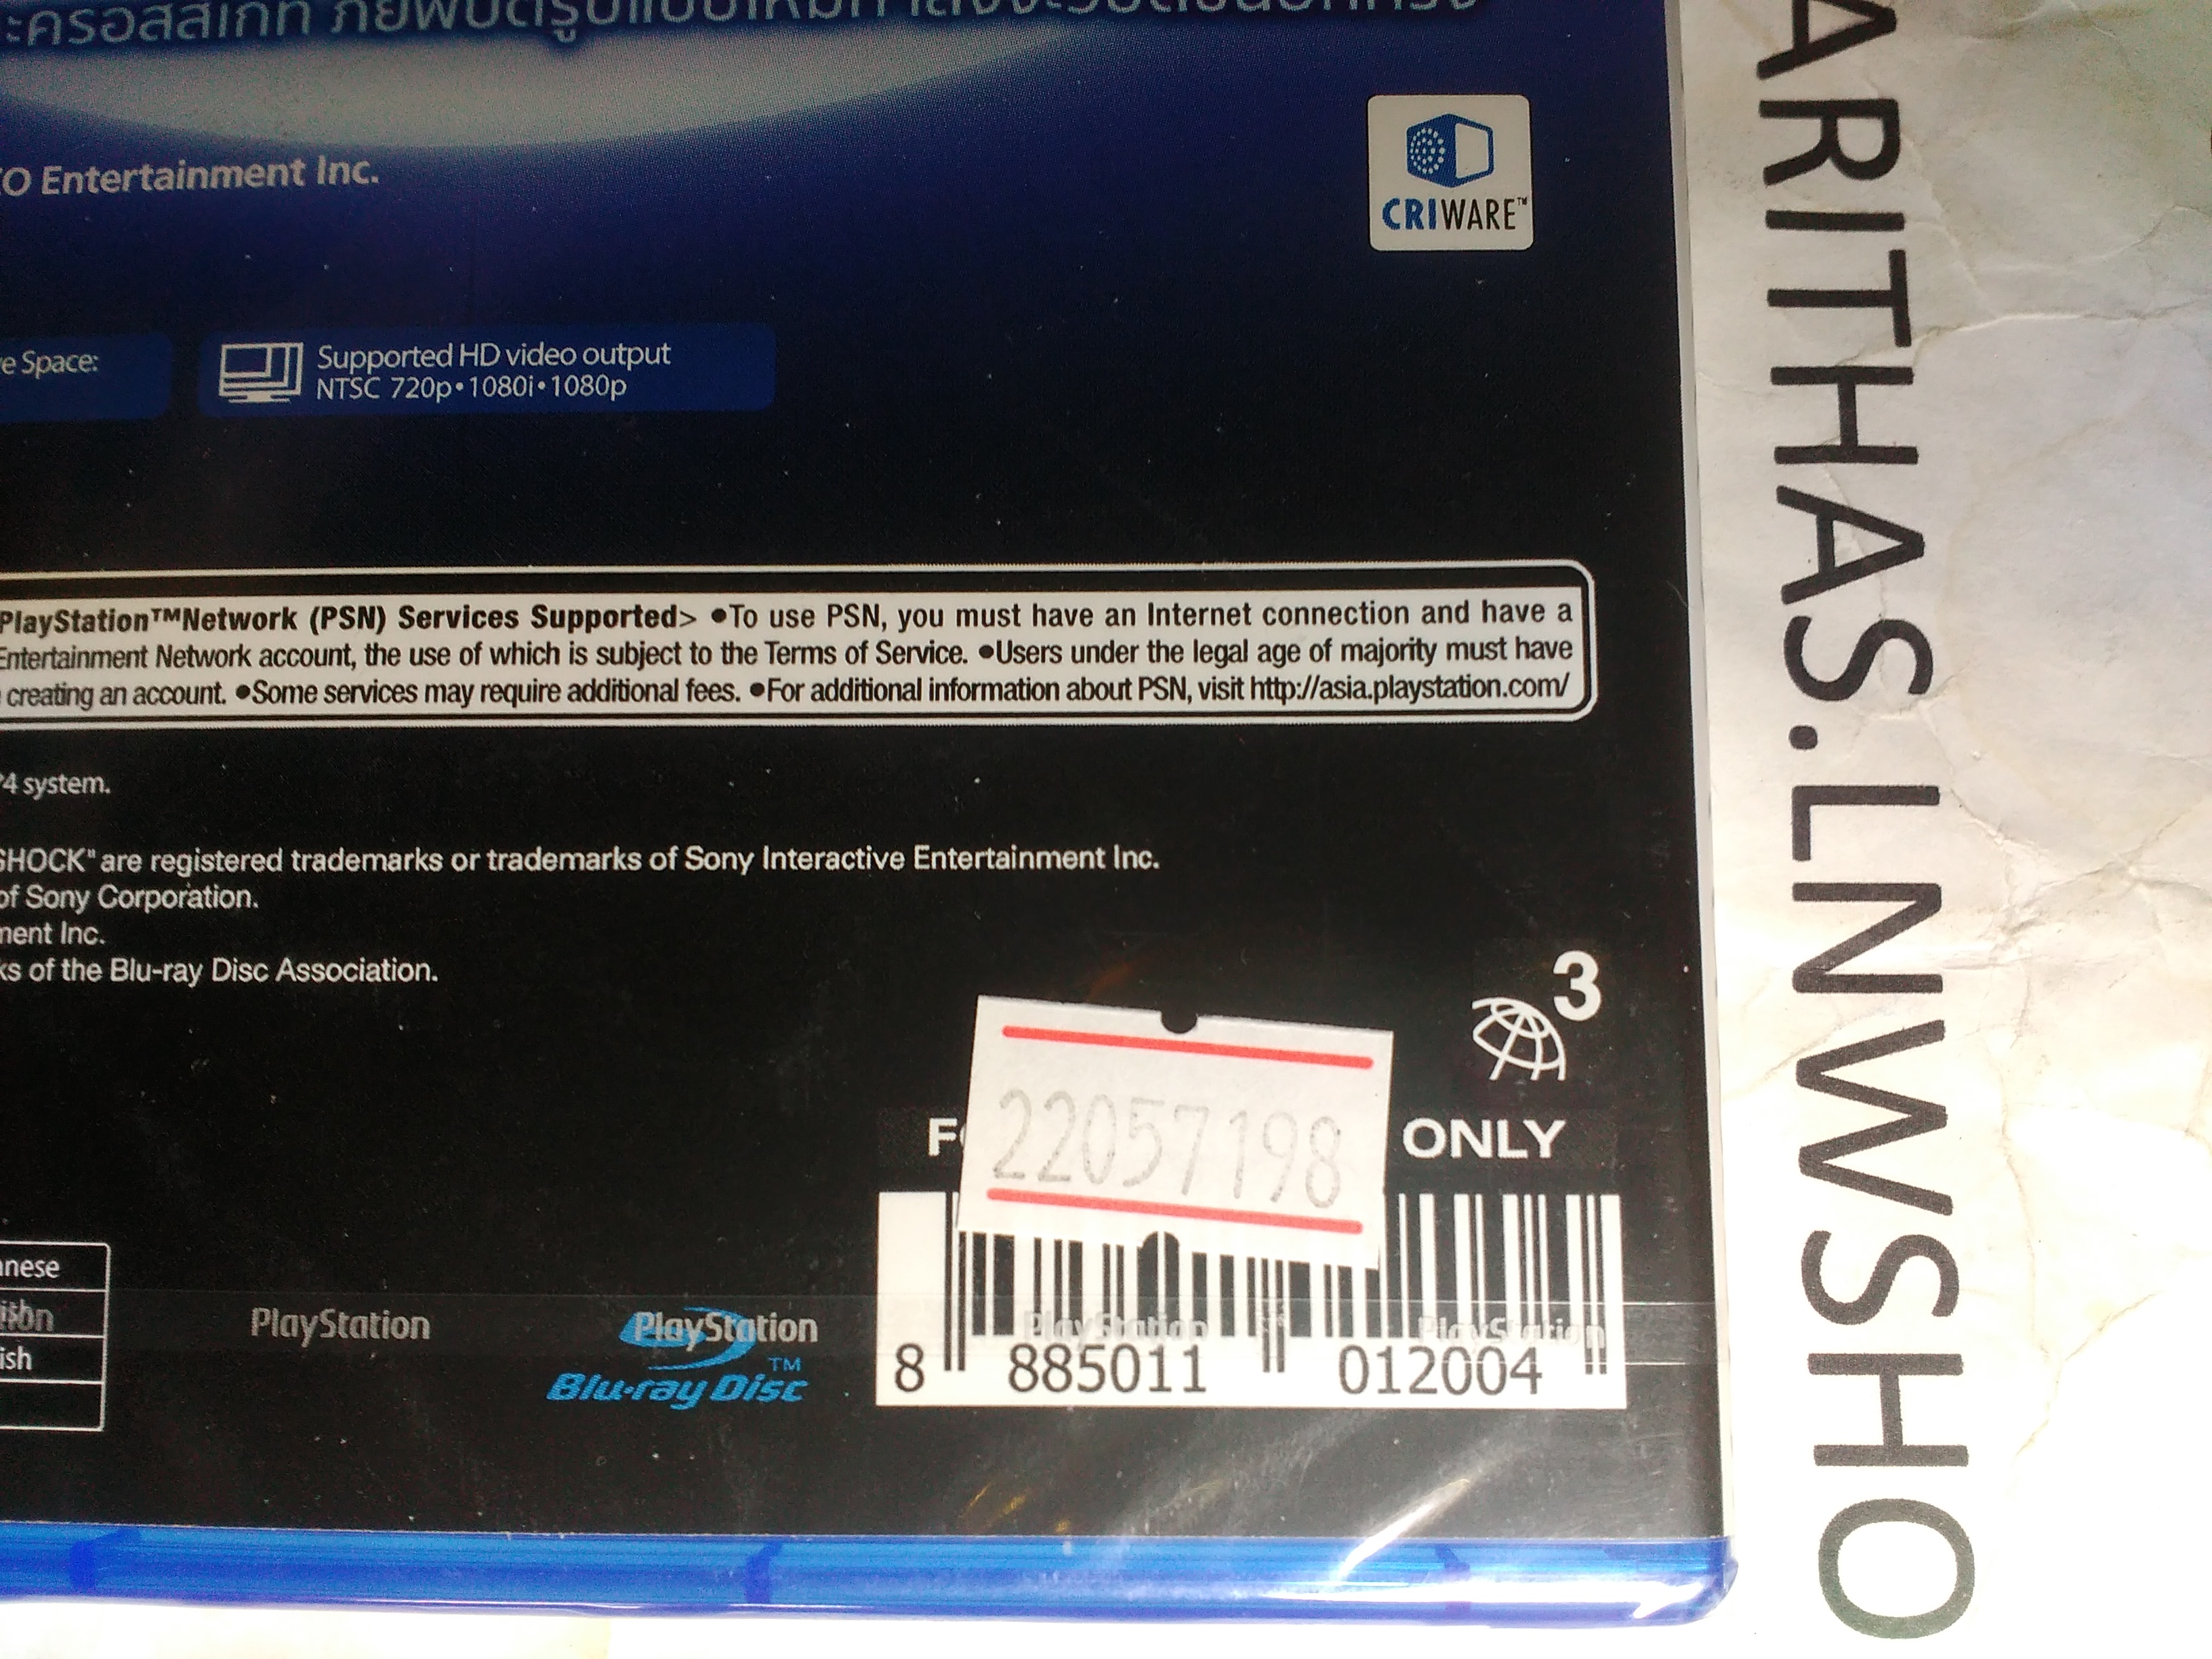 O Entertainment Inc.
CRIWARE™
e Space:
Supported HD video output
NTSC 720p•1080i•1080p
PlayStation™Network (PSN) Services Supported> ●To use PSN, you must have an Internet connection and have a
Entertainment Network account, the use of which is subject to the Terms of Service. ●Users under the legal age of majority must have
creating an account. ●Some services may require additional fees. ●For additional information about PSN, visit http://asia.playstation.com/
4 system.
SHOCK" are registered trademarks or trademarks of Sony Interactive Entertainment Inc.
of Sony Corporation.
ment Inc.
ks of the Blu-ray Disc Association.
3
22057198
F ONLY
nese
ish
PlayStation
PlayStation
PlayStation
PlayStation
Blu-ray Disc™
8 885011 012004
ARITHAS.LNWSHO